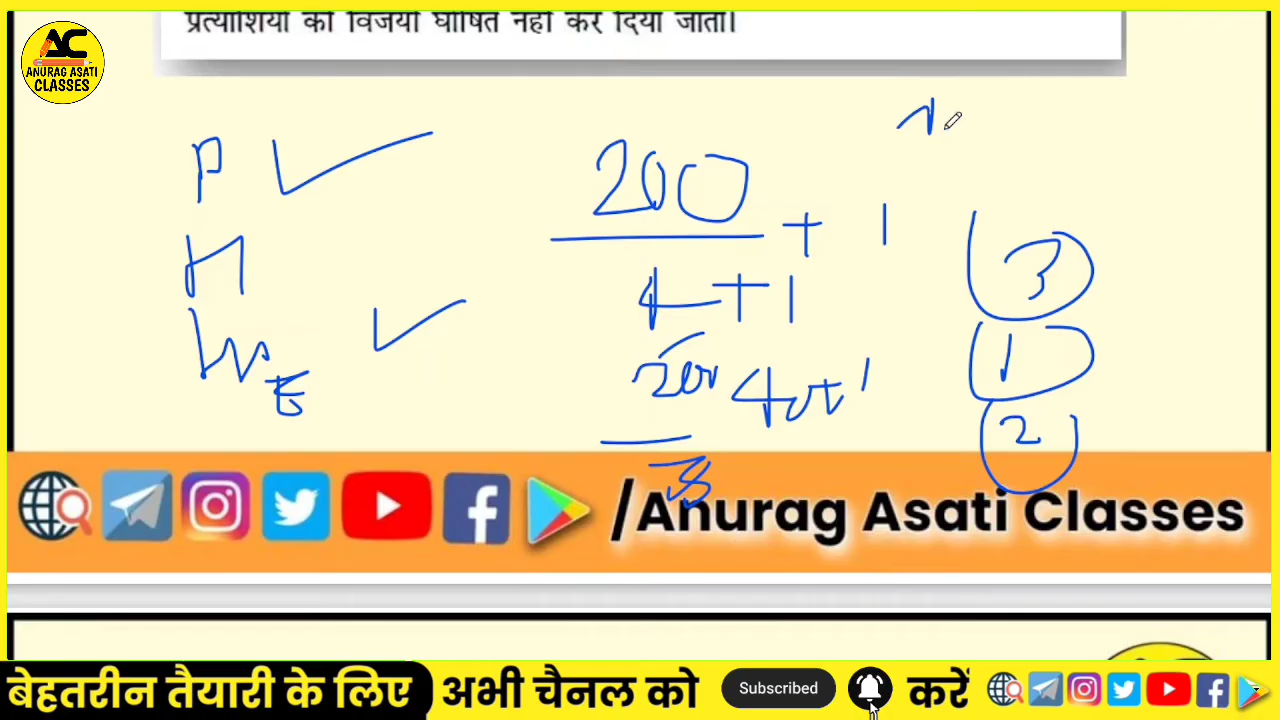 प्रत्याशियों को विजयी घोषित नहीं कर दिया जाता।
ANURAG ASATI
CLASSES
P
H
200
+ 1
4 + 1
3
1
2
/Anurag Asati Classes
बेहतरीन तैयारी के लिए अभी चैनल को Subscribed करें